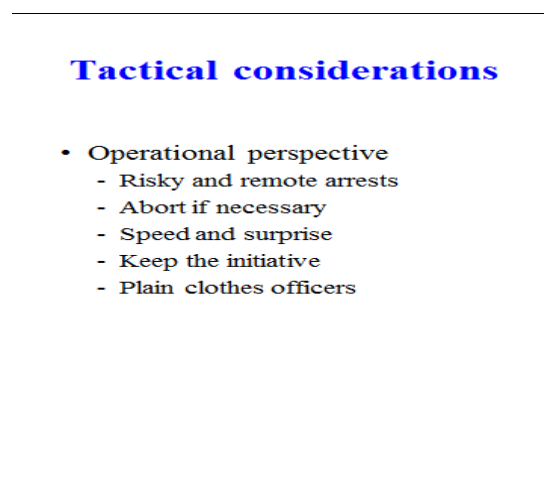 Tactical considerations
• Operational perspective
- Risky and remote arrests
- Abort if necessary
- Speed and surprise
- Keep the initiative
- Plain clothes officers